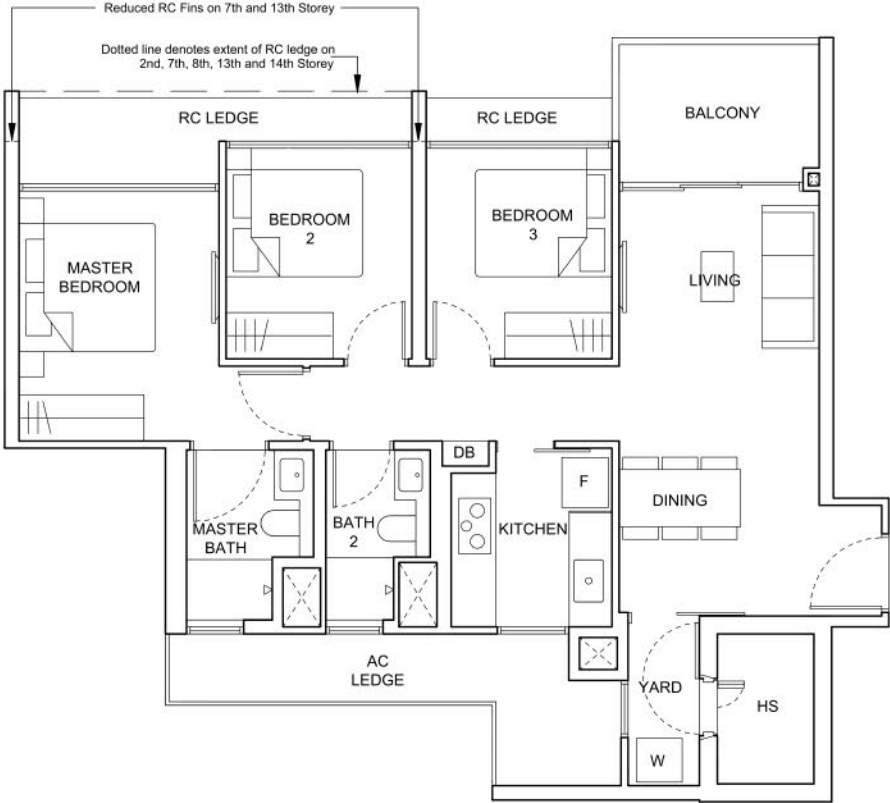 Reduced RC Fins on 7th and 13th Storey
Dotted line denotes extent of RC ledge on
2nd, 7th, 8th, 13th and 14th Storey
RC LEDGE
RC LEDGE
BALCONY
BEDROOM
2
BEDROOM
3
MASTER
BEDROOM
LIVING
DB
F
DINING
MASTER
BATH
BATH
2
KITCHEN
AC
LEDGE
YARD
HS
W